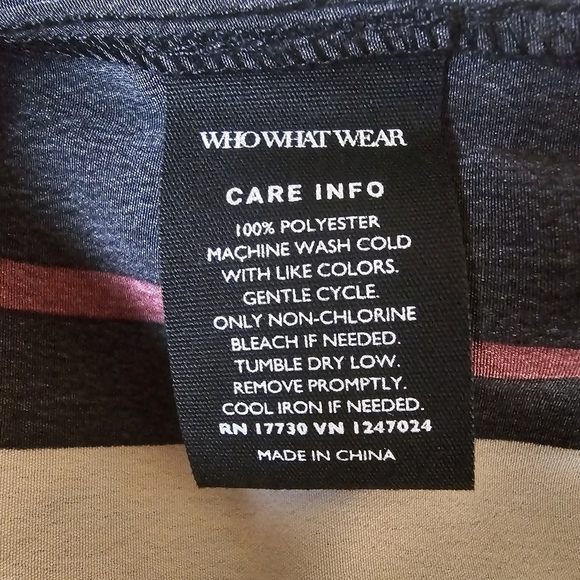 WHO WHAT WEAR
CARE INFO
100% POLYESTER
MACHINE WASH COLD
WITH LIKE COLORS.
GENTLE CYCLE.
ONLY NON-CHLORINE
BLEACH IF NEEDED.
TUMBLE DRY LOW.
REMOVE PROMPTLY.
COOL IRON IF NEEDED.
RN 17730 VN 1247024
MADE IN CHINA